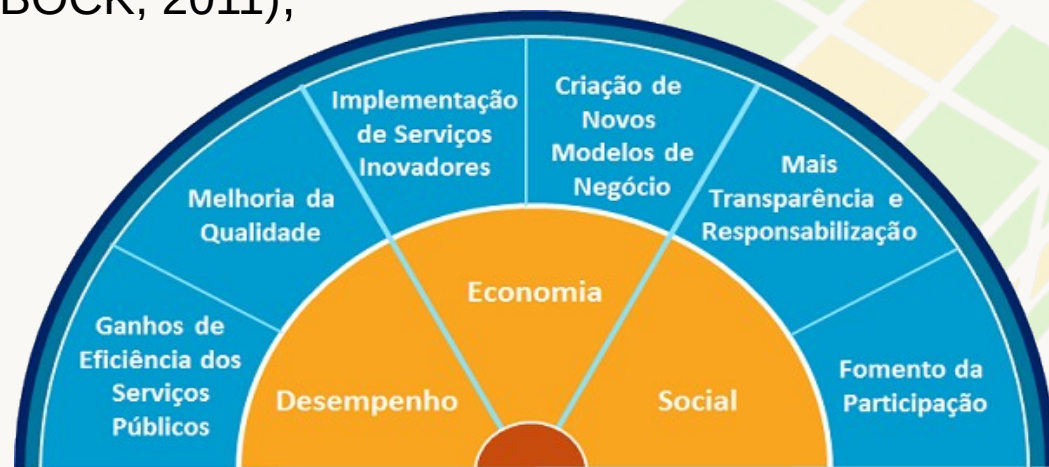 BOCK, 2011);
Implementação
de Serviços
Inovadores
Criação de
Novos
Modelos de
Negócio
Melhoria da
Qualidade
Mais
Transparência e
Responsabilização
Ganhos de
Eficiência dos
Serviços
Públicos
Economia
Desempenho
Social
Fomento da
Participação